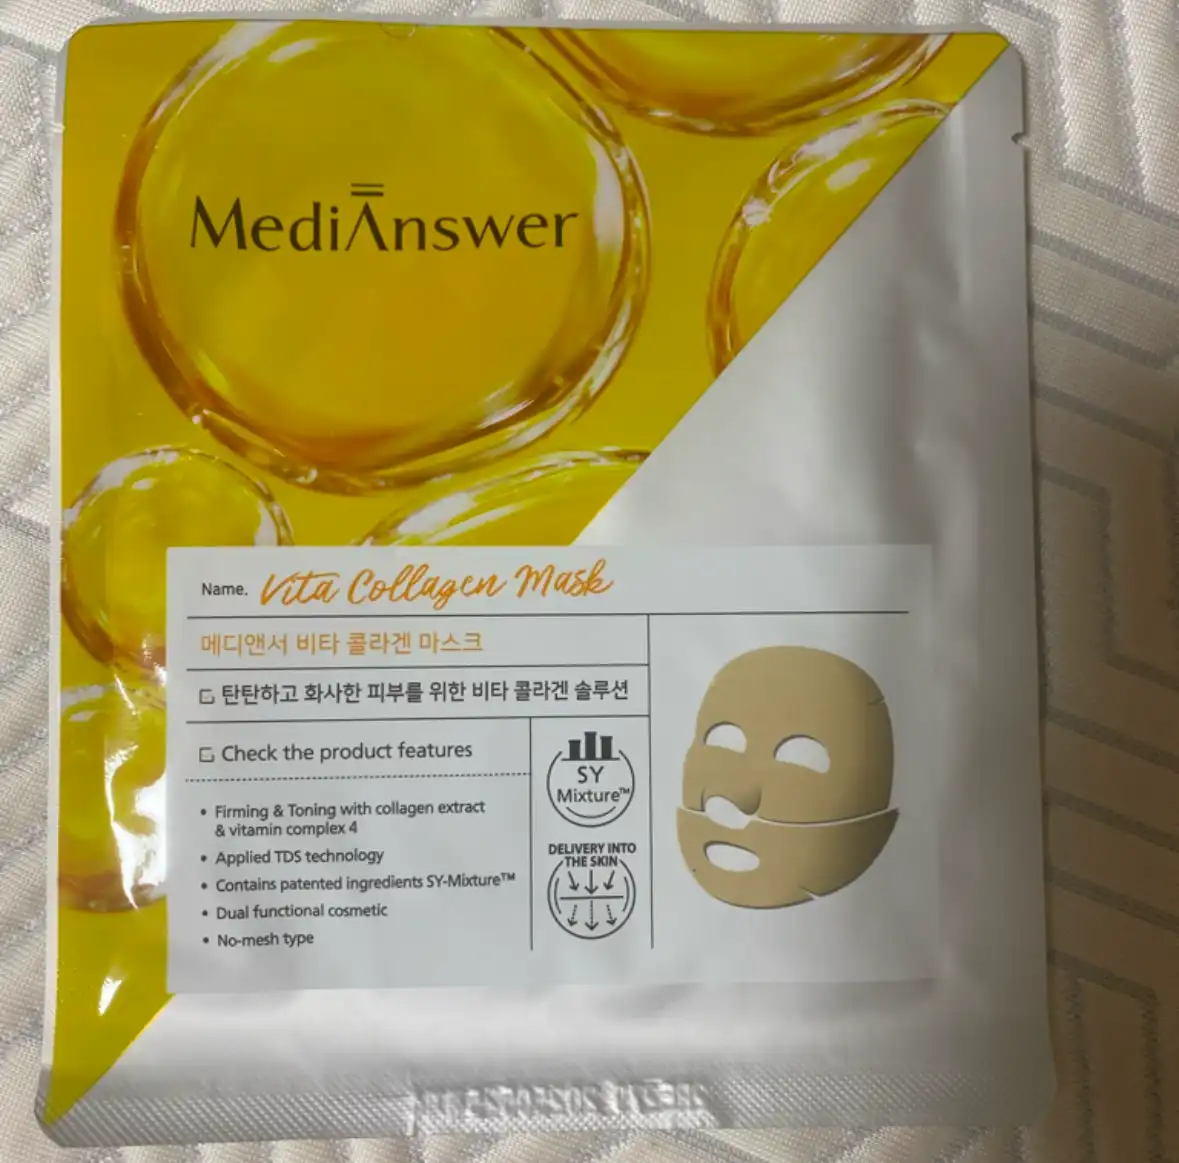 MediAnswer
Name. Vita Collagen Mask
메디앤서 비타 콜라겐 마스크
탄탄하고 화사한 피부를 위한 비타 콜라겐 솔루션
Check the product features
• Firming & Toning with collagen extract
& vitamin complex 4
• Applied TDS technology
• Contains patented ingredients SY-Mixture™
• Dual functional cosmetic
• No-mesh type
SY
Mixture™
DELIVERY INTO
THE SKIN